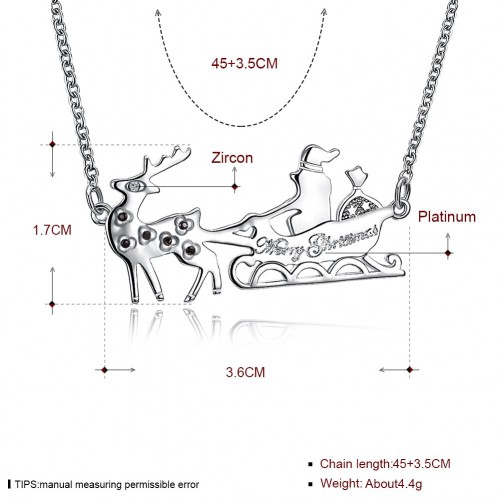 45+3.5CM
Zircon
1.7CM
Platinum
Merry Christmas
3.6CM
Chain length:45+3.5CM
Weight: About4.4g
TIPS:manual measuring permissible error